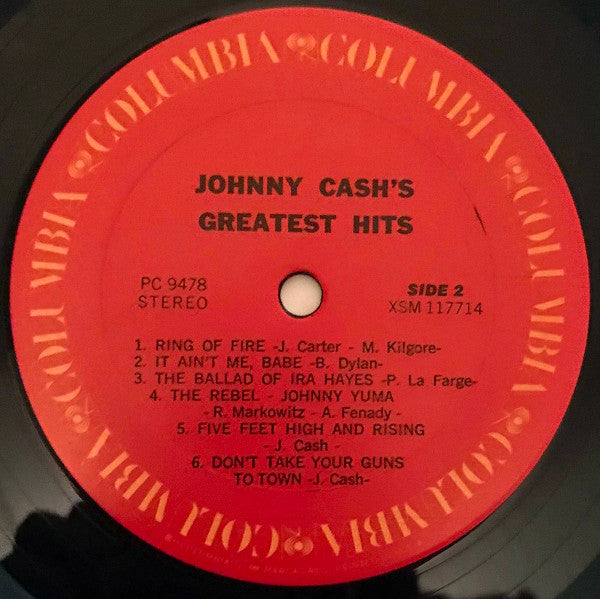 COLUMBIA COLUMBIA COLUMBIA COLUMBIA COLUMBIA COLUMBIA
JOHNNY CASH'S
GREATEST HITS
PC 9478
STEREO
SIDE 2
XSM 117714
1. RING OF FIRE -J. Carter - M. Kilgore-
2. IT AIN'T ME, BABE -B. Dylan-
3. THE BALLAD OF IRA HAYES -P. La Farge-
4. THE REBEL - JOHNNY YUMA
- R. Markowitz - A. Fenady -
5. FIVE FEET HIGH AND RISING
- J. Cash -
6. DON'T TAKE YOUR GUNS
TO TOWN -J. Cash-